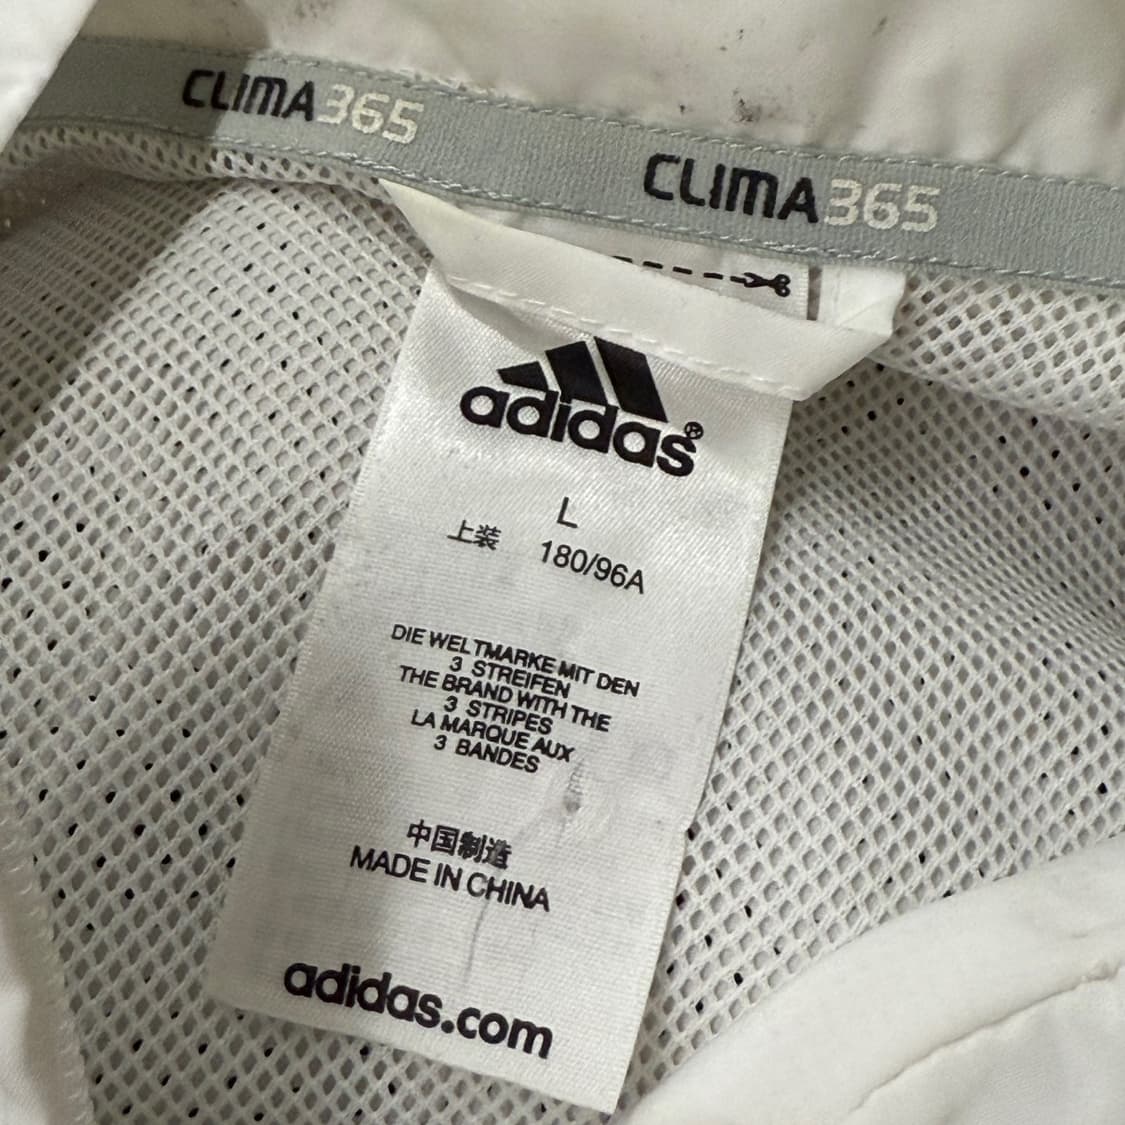 CLIMA365
CLIMA365
adidas®
L
上装 180/96A
DIE WELTMARKE MIT DEN
3 STREIFEN
THE BRAND WITH THE
3 STRIPES
LA MARQUE AUX
3 BANDES
中国制造
MADE IN CHINA
adidas.com